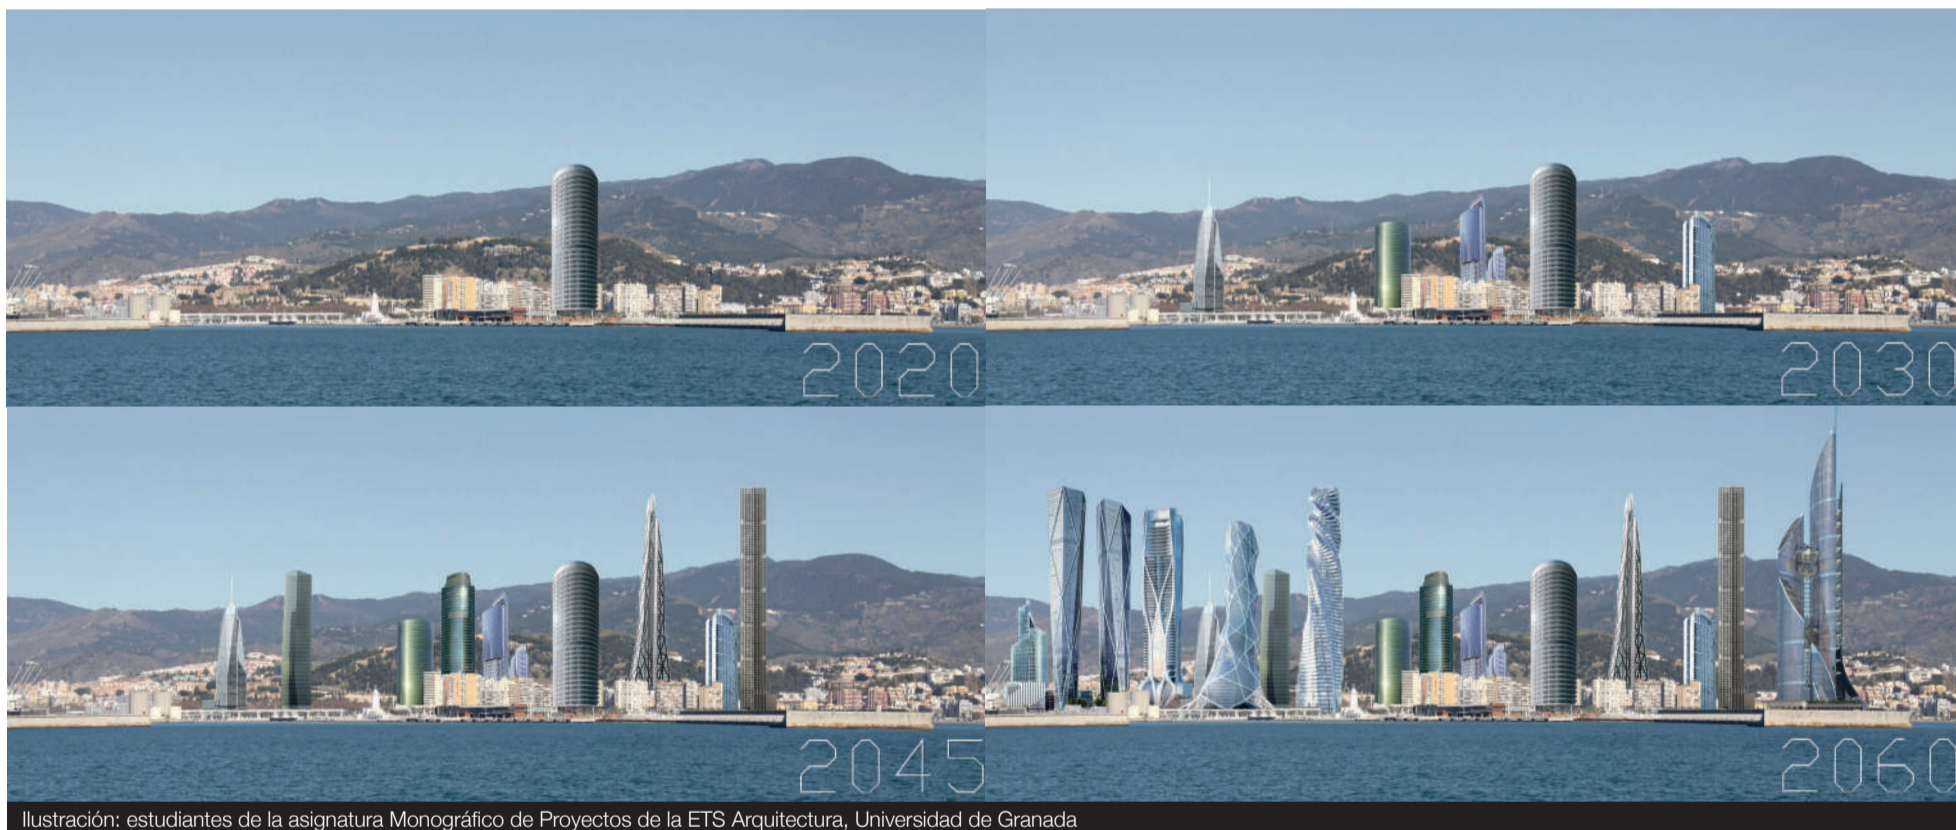 2020
2030
2045
2060
Ilustración: estudiantes de la asignatura Monográfico de Proyectos de la ETS Arquitectura, Universidad de Granada